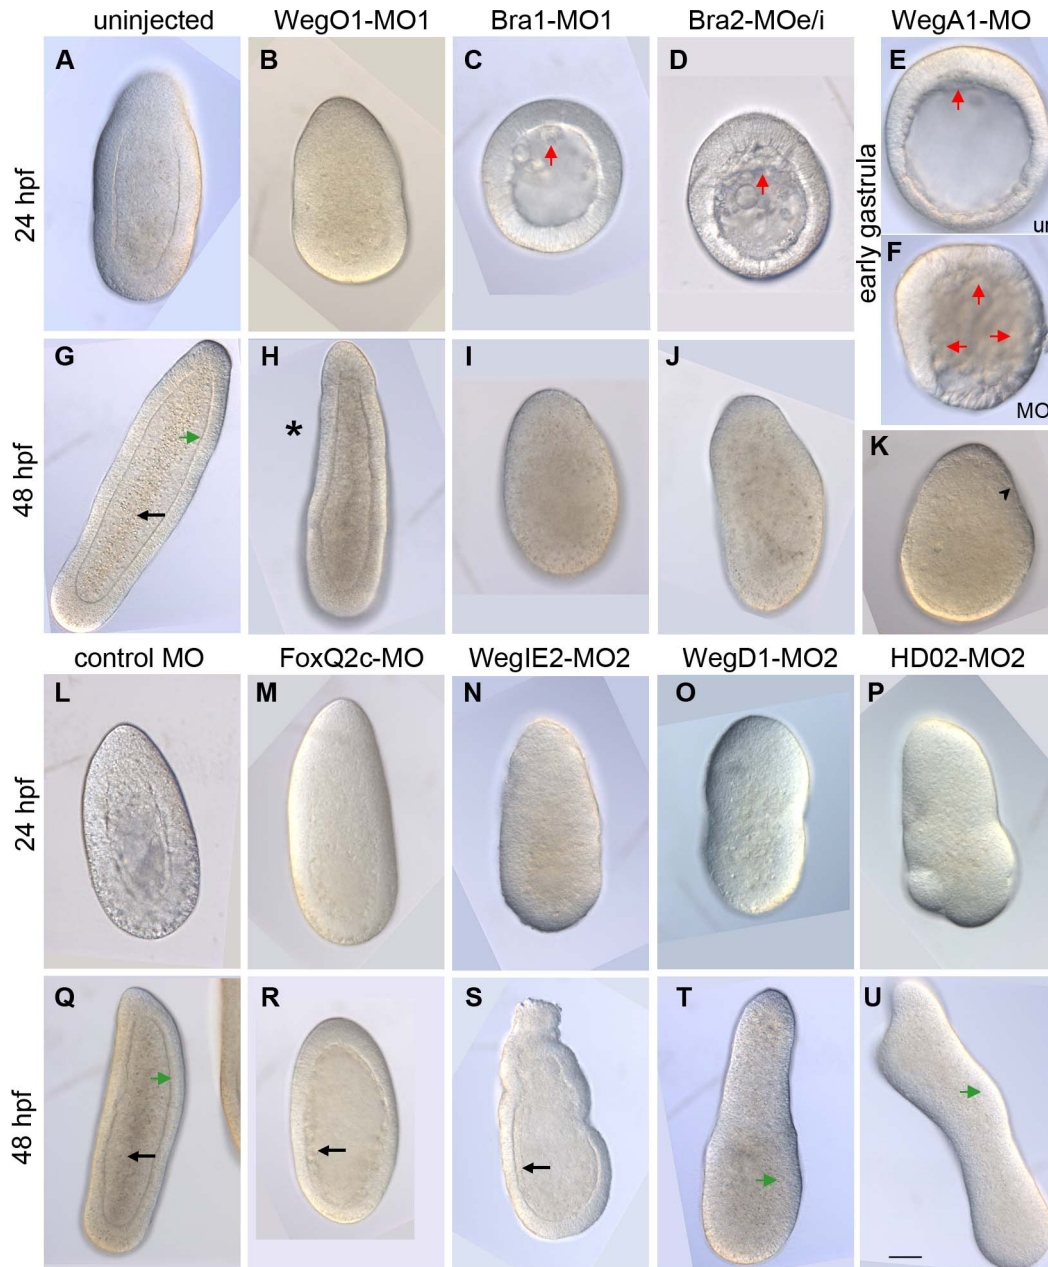 uninjected WegO1-MO1 Bra1-MO1 Bra2-MOe/i WegA1-MO
A B C D E
24 hpf
early gastrula
un
F
MO
G H I J K
48 hpf
*
control MO FoxQ2c-MO WegIE2-MO2 WegD1-MO2 HD02-MO2
L M N O P
24 hpf
Q R S T U
48 hpf